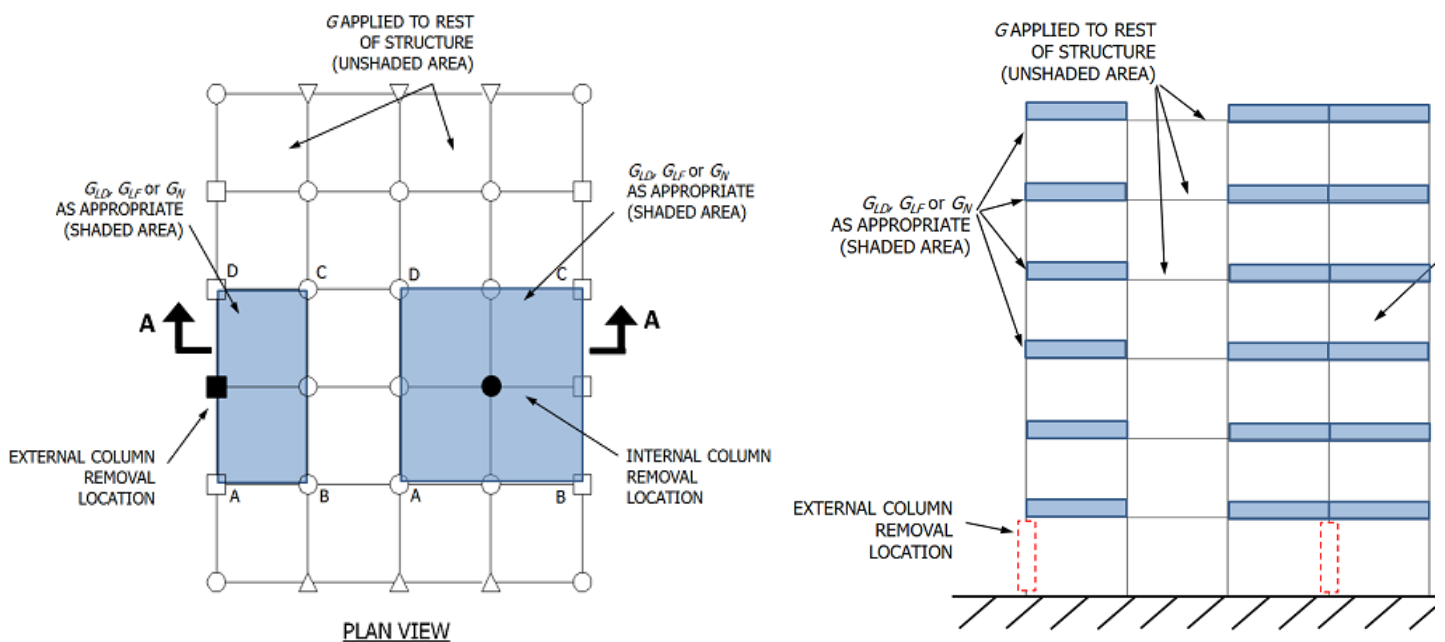 G APPLIED TO REST
OF STRUCTURE
(UNSHADED AREA)
G_LD, G_LF or G_N
AS APPROPRIATE
(SHADED AREA)
G_LD, G_LF or G_N
AS APPROPRIATE
(SHADED AREA)
D
C
D
C
A
A
EXTERNAL COLUMN
REMOVAL
LOCATION
INTERNAL COLUMN
REMOVAL
LOCATION
A
B
A
B
PLAN VIEW
G APPLIED TO REST
OF STRUCTURE
(UNSHADED AREA)
G_LD, G_LF or G_N
AS APPROPRIATE
(SHADED AREA)
EXTERNAL COLUMN
REMOVAL
LOCATION